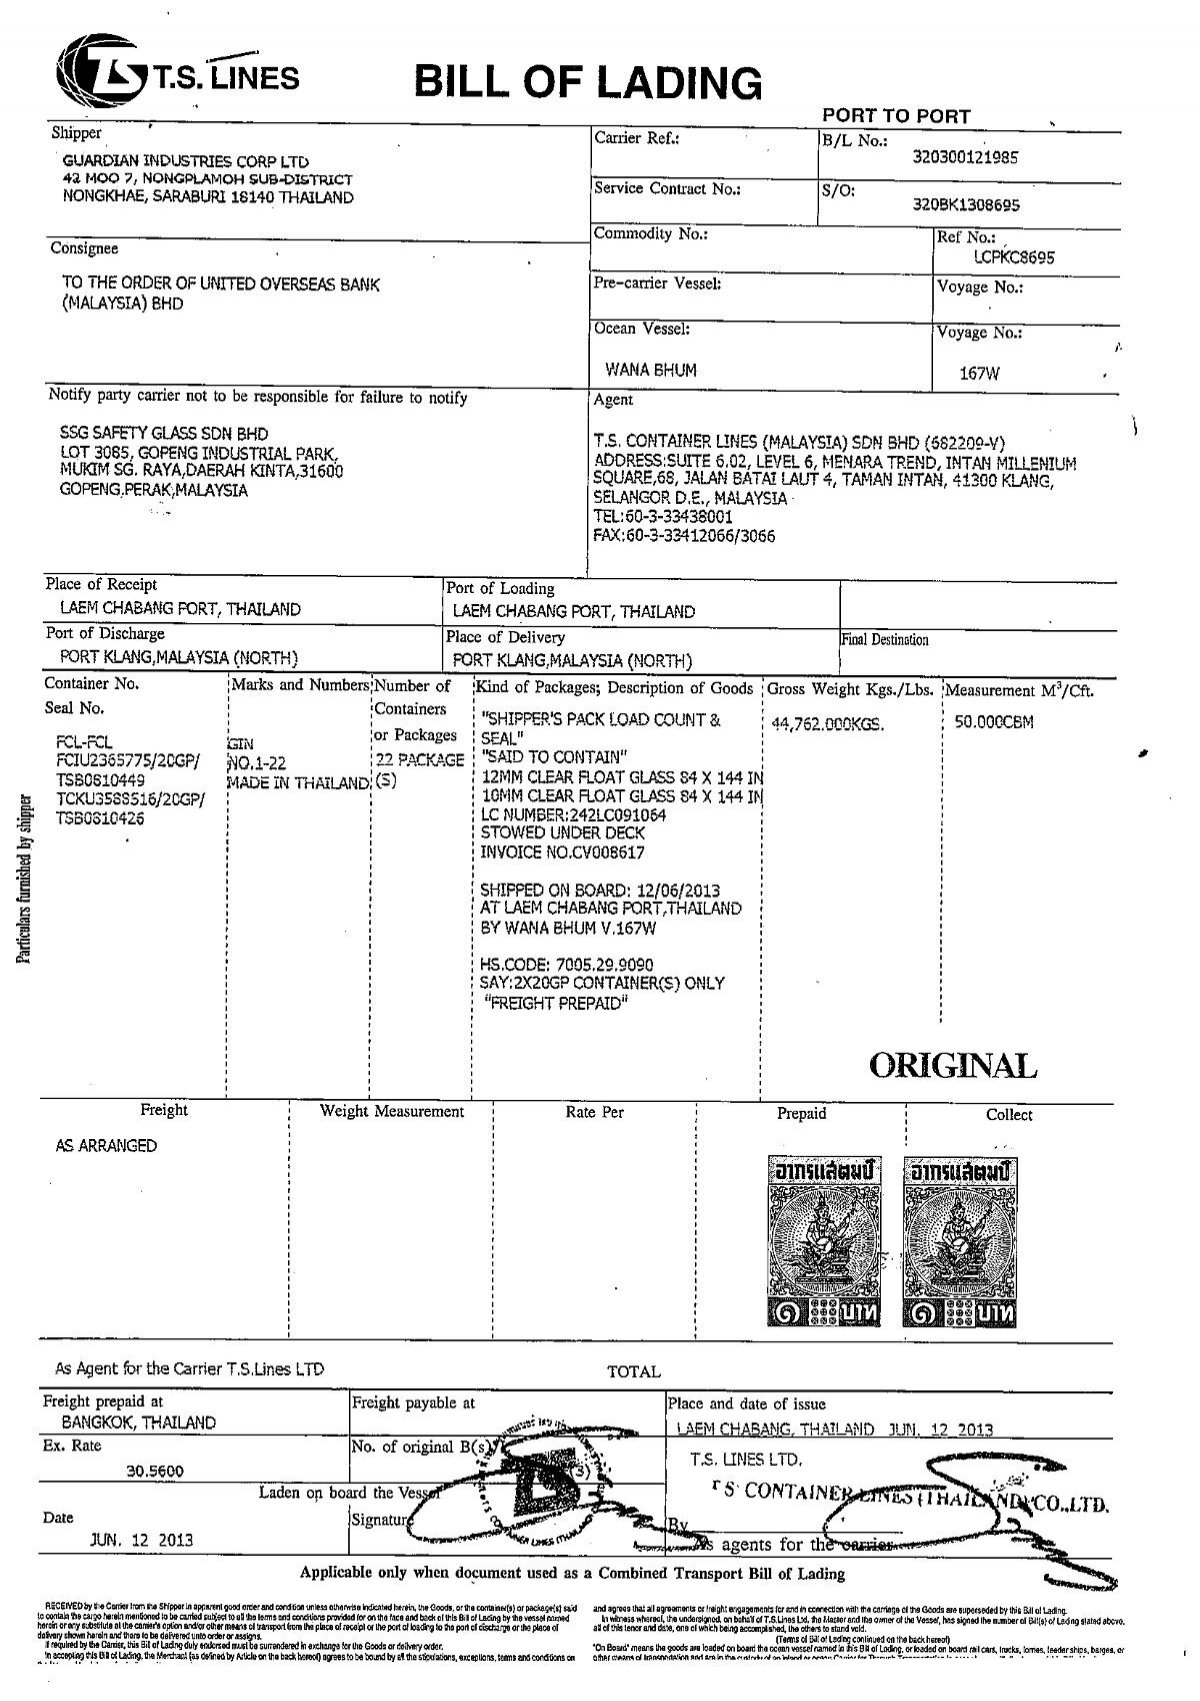 T.S. LINES
BILL OF LADING
PORT TO PORT
Shipper
GUARDIAN INDUSTRIES CORP LTD
42 MOO 7, NONGPLAMOH SUB-DISTRICT
NONGKHAE, SARABURI 18140 THAILAND
Carrier Ref.:
B/L No.:
320300121985
Service Contract No.:
S/O:
320BK1308695
Commodity No.:
Ref No.:
LCPKC8695
Consignee
TO THE ORDER OF UNITED OVERSEAS BANK
(MALAYSIA) BHD
Pre-carrier Vessel:
Voyage No.:
Ocean Vessel:
Voyage No.:
WANA BHUM
167W
Notify party carrier not to be responsible for failure to notify
SSG SAFETY GLASS SDN BHD
LOT 3085, GOPENG INDUSTRIAL PARK,
MUKIM SG. RAYA,DAERAH KINTA,31600
GOPENG,PERAK,MALAYSIA
Agent
T.S. CONTAINER LINES (MALAYSIA) SDN BHD (682209-V)
ADDRESS:SUITE 6.02, LEVEL 6, MENARA TREND, INTAN MILLENIUM
SQUARE,68, JALAN BATAI LAUT 4, TAMAN INTAN, 41300 KLANG,
SELANGOR D.E., MALAYSIA
TEL:60-3-33438001
FAX:60-3-33412066/3066
Place of Receipt
LAEM CHABANG PORT, THAILAND
Port of Loading
LAEM CHABANG PORT, THAILAND
Port of Discharge
PORT KLANG,MALAYSIA (NORTH)
Place of Delivery
PORT KLANG,MALAYSIA (NORTH)
Final Destination
Container No.
Seal No.
Marks and Numbers
Number of
Containers
or Packages
Kind of Packages; Description of Goods
Gross Weight Kgs./Lbs.
Measurement M³/Cft.
FCL-FCL
FCIU2365775/20GP/
TSB0810449
TCKU3588516/20GP/
TSB0810426
GIN
NO.1-22
MADE IN THAILAND
22 PACKAGE
(S)
"SHIPPER'S PACK LOAD COUNT &
SEAL"
"SAID TO CONTAIN"
12MM CLEAR FLOAT GLASS 84 X 144 IN
10MM CLEAR FLOAT GLASS 84 X 144 IN
LC NUMBER:242LC091064
STOWED UNDER DECK
INVOICE NO.CV008617
SHIPPED ON BOARD: 12/06/2013
AT LAEM CHABANG PORT,THAILAND
BY WANA BHUM V.167W
HS.CODE: 7005.29.9090
SAY:2X20GP CONTAINER(S) ONLY
"FREIGHT PREPAID"
44,762.000KGS.
50.000CBM
Particulars furnished by shipper
ORIGINAL
Freight
Weight Measurement
Rate Per
Prepaid
Collect
AS ARRANGED
อากรแสตมป์
๑ บาท
อากรแสตมป์
๑ บาท
As Agent for the Carrier T.S.Lines LTD
TOTAL
Freight prepaid at
BANGKOK, THAILAND
Freight payable at
Place and date of issue
LAEM CHABANG, THAILAND JUN. 12 2013
Ex. Rate
30.5600
No. of original B(s)
(3)
T.S. LINES LTD.
T S CONTAINER LINES (THAILAND) CO.,LTD.
Laden on board the Vessel
Date
JUN. 12 2013
Signature
By
As agents for the carrier
Applicable only when document used as a Combined Transport Bill of Lading
RECEIVED by the Carrier from the Shipper in apparent good order and condition unless otherwise indicated herein, the Goods, or the container(s) or package(s) said
to contain the cargo herein mentioned to be carried subject to all the terms and conditions provided for on the face and back of this Bill of Lading by the vessel named
herein or any substitute at the carrier's option and/or other means of transport from the place of receipt or the port of loading to the port of discharge or the place of
delivery shown herein and there to be delivered unto order or assigns.
If required by the Carrier, this Bill of Lading duly endorsed must be surrendered in exchange for the Goods or delivery order.
In accepting this Bill of Lading, the Merchant (as defined by Article on the back hereof) agrees to be bound by all the stipulations, exceptions, terms and conditions on
and agrees that all agreements or freight engagements for and in connection with the carriage of the Goods are superseded by this Bill of Lading.
In witness whereof, the undersigned, on behalf of T.S.Lines Ltd, the Master and the owner of the Vessel, has signed the number of Bill(s) of Lading stated above,
all of this tenor and date, one of which being accomplished, the others to stand void.
(Terms of Bill of Lading continued on the back hereof)
"On Board" means the goods are loaded on board the ocean vessel named in this Bill of Lading, or loaded on board rail cars, trucks, lorries, feeder ships, barges, or